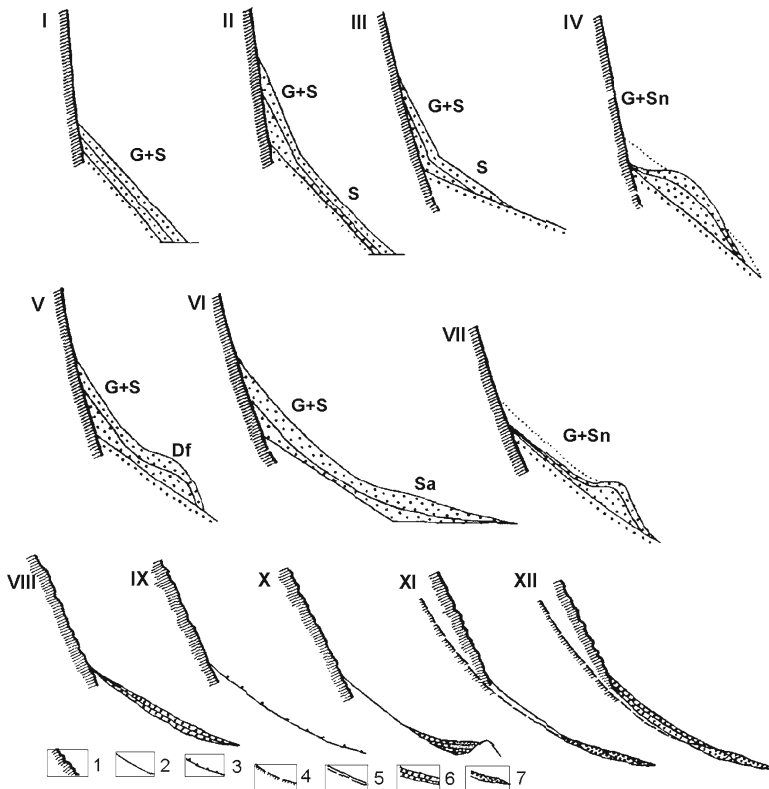 I II III IV
G+S G+S G+S G+Sn
S S
V VI VII
G+S G+S G+Sn
Df Sa
VIII IX X XI XII
1 2 3 4 5 6 7